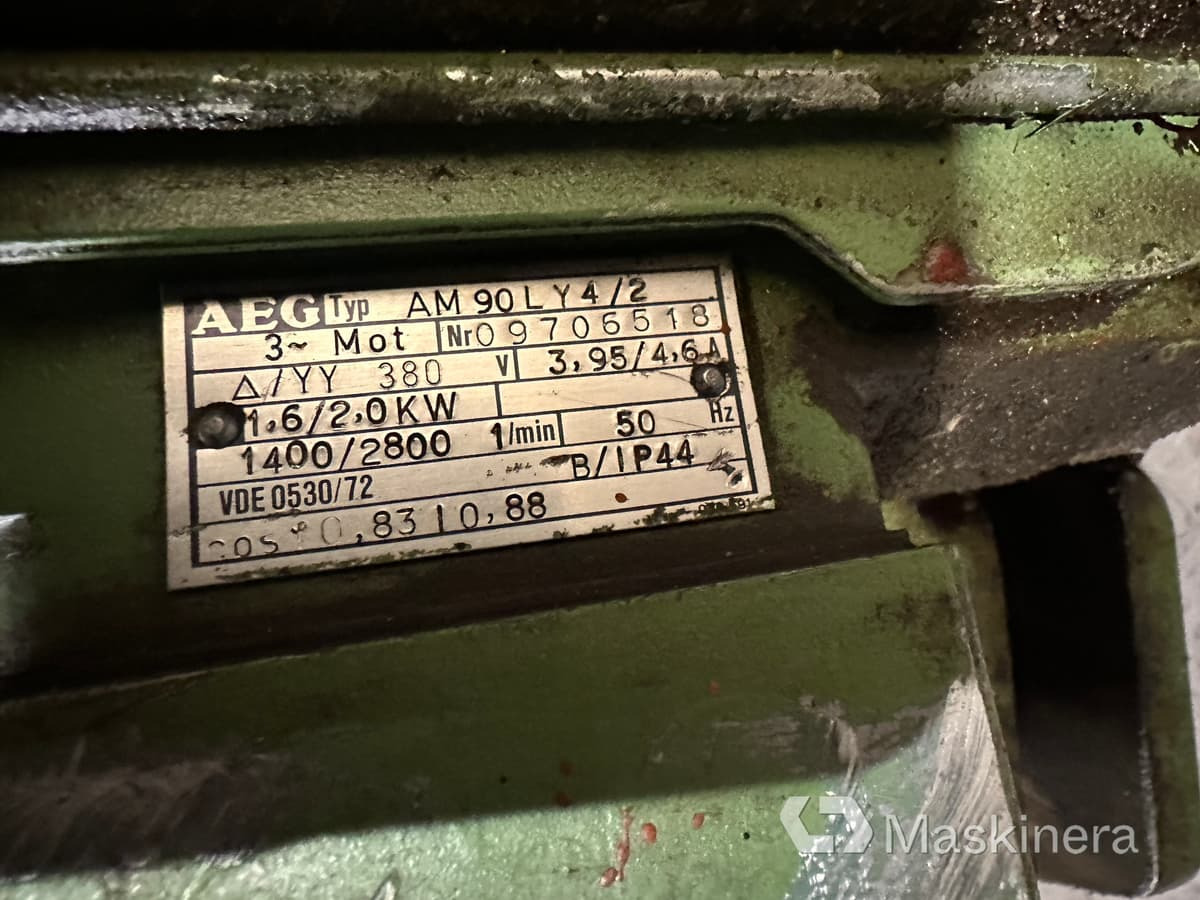 AEG Typ AM 90 L Y 4/2
3~ Mot Nr 09706518
△/YY 380 V 3,95/4,6 A
1,6/2,0 KW
1400/2800 1/min 50 Hz
VDE 0530/72 B/IP44
cos φ 0,83 | 0,88
Maskinera